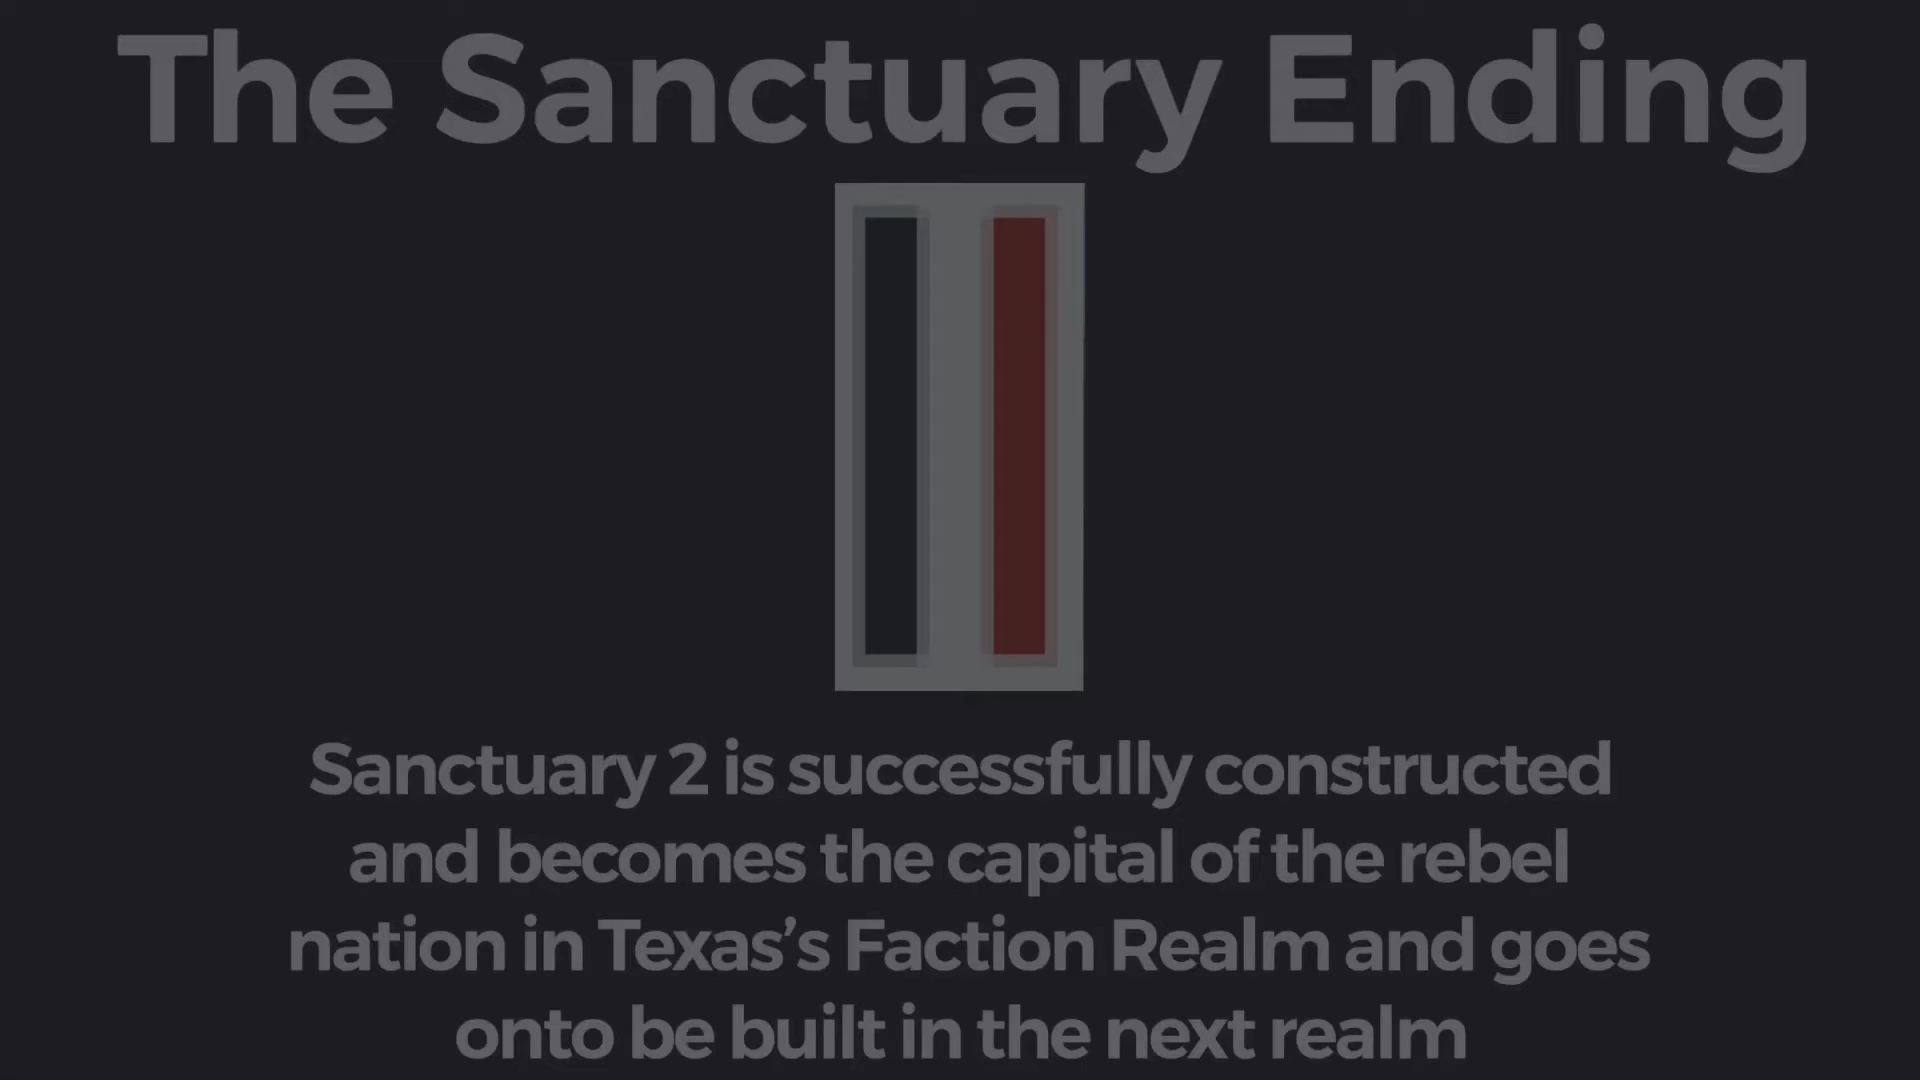 The Sanctuary Ending
Sanctuary 2 is successfully constructed
and becomes the capital of the rebel
nation in Texas’s Faction Realm and goes
onto be built in the next realm